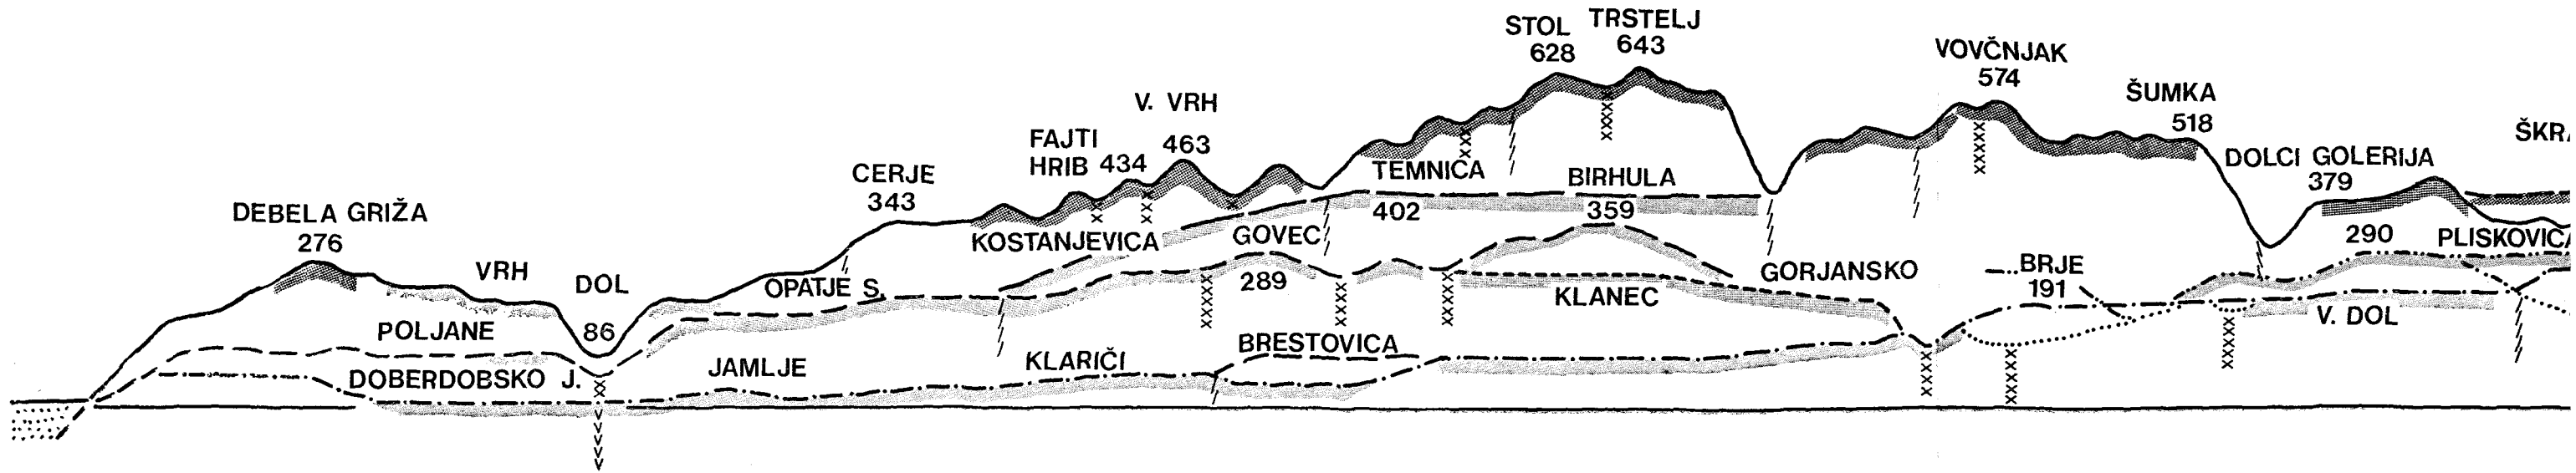 DEBELA GRIŽA
276
VRH
DOL
86
POLJANE
DOBERDOBSKO J.
CERJE
343
OPATJE S.
JAMLJE
FAJTI
HRIB 434
V. VRH
463
KOSTANJEVICA
GOVEC
289
KLARIČI
BRESTOVICA
STOL
628
TRSTELJ
643
TEMNICA
402
BIRHULA
359
KLANEC
GORJANSKO
VOVČNJAK
574
BRJE
191
ŠUMKA
518
DOLCI GOLERIJA
379
290
PLISKOVICA
V. DOL
ŠKR